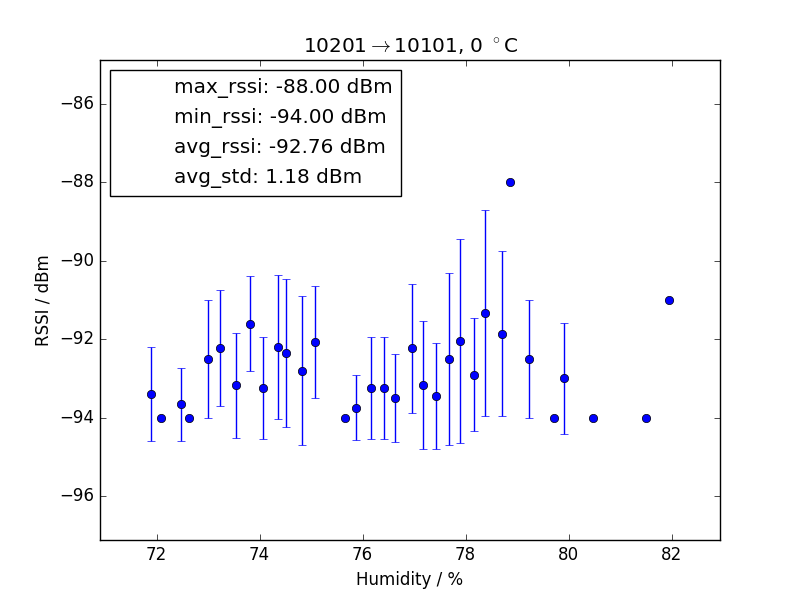 10201→10101, 0 °C
max_rssi: -88.00 dBm
min_rssi: -94.00 dBm
avg_rssi: -92.76 dBm
avg_std: 1.18 dBm
−86
−88
−90
−92
−94
−96
RSSI / dBm
72 74 76 78 80 82
Humidity / %